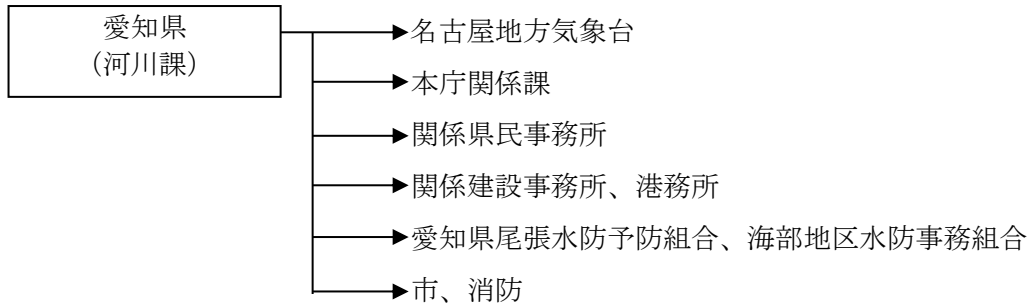 愛知県
（河川課）
名古屋地方気象台
本庁関係課
関係県民事務所
関係建設事務所、港務所
愛知県尾張水防予防組合、海部地区水防事務組合
市、消防